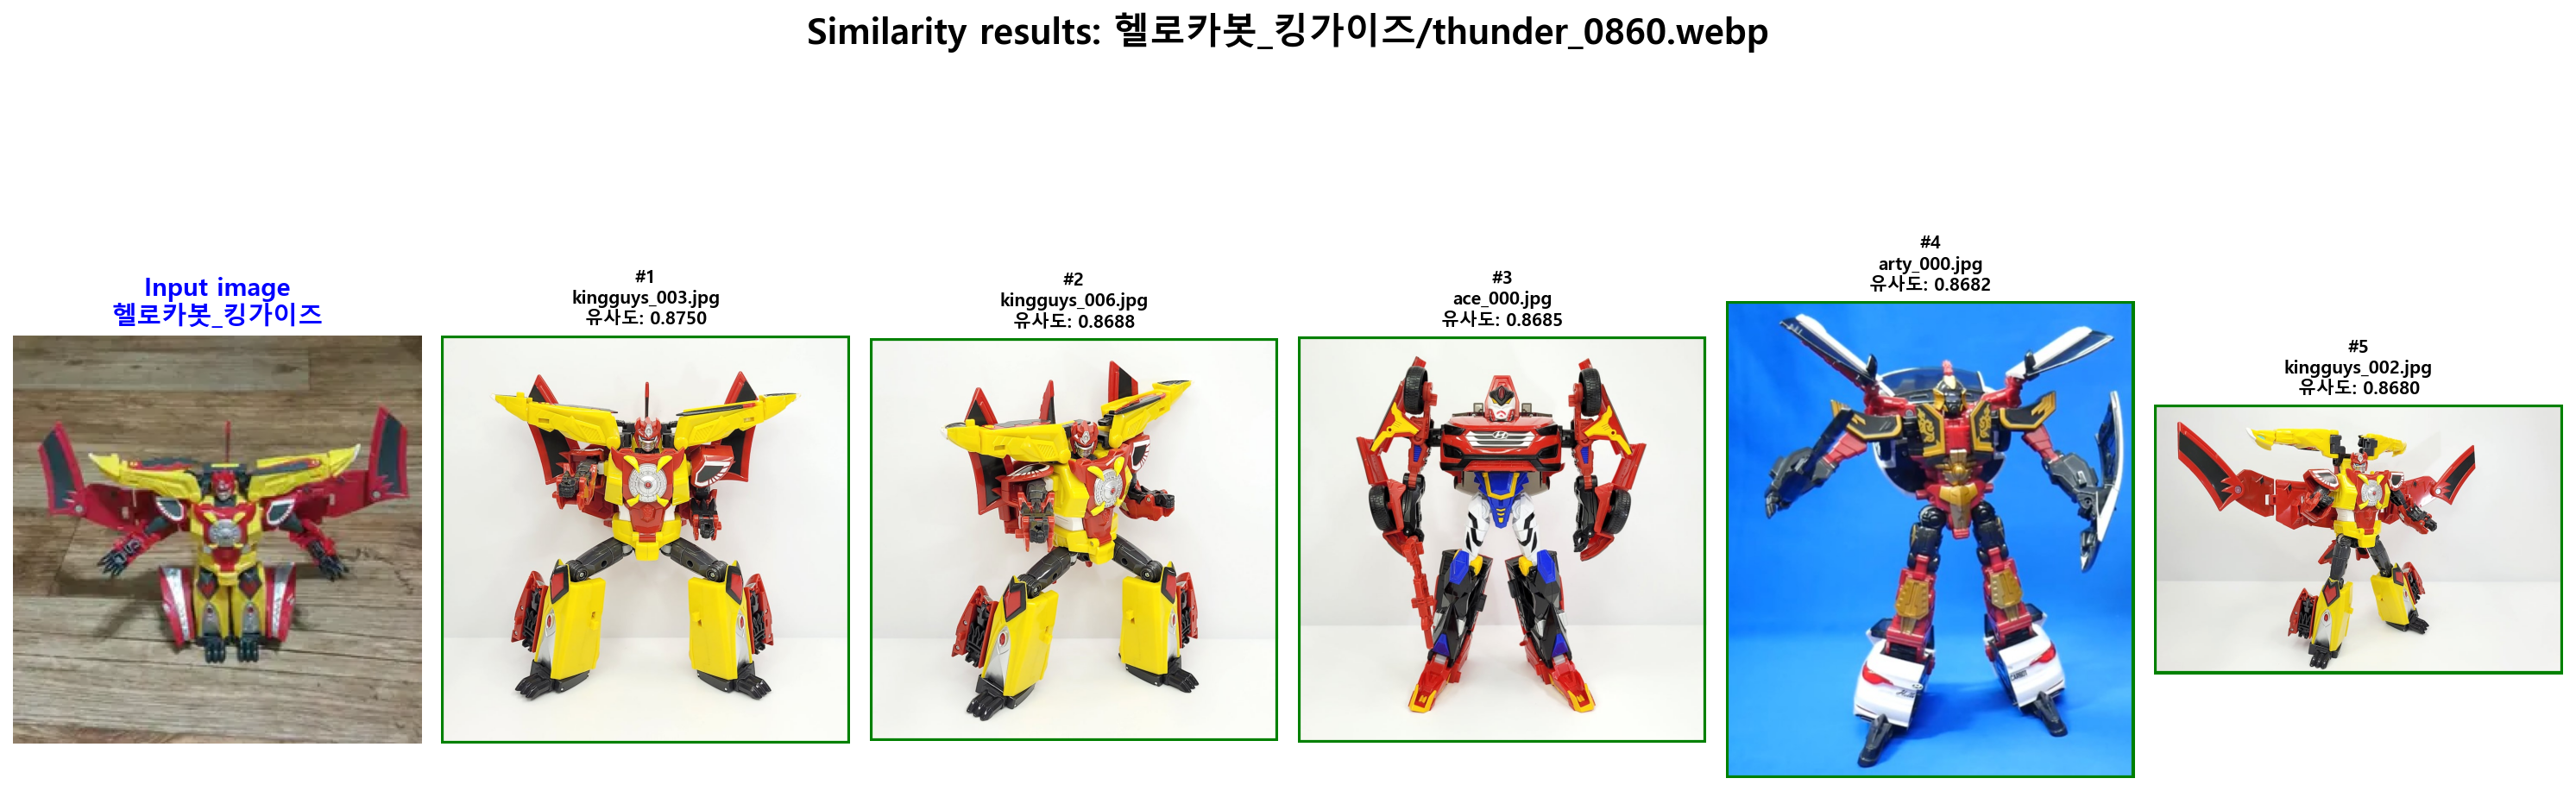 Similarity results: 헬로카봇_킹가이즈/thunder_0860.webp
Input image
헬로카봇_킹가이즈
#1
kingguys_003.jpg
유사도: 0.8750
#2
kingguys_006.jpg
유사도: 0.8688
#3
ace_000.jpg
유사도: 0.8685
#4
arty_000.jpg
유사도: 0.8682
#5
kingguys_002.jpg
유사도: 0.8680